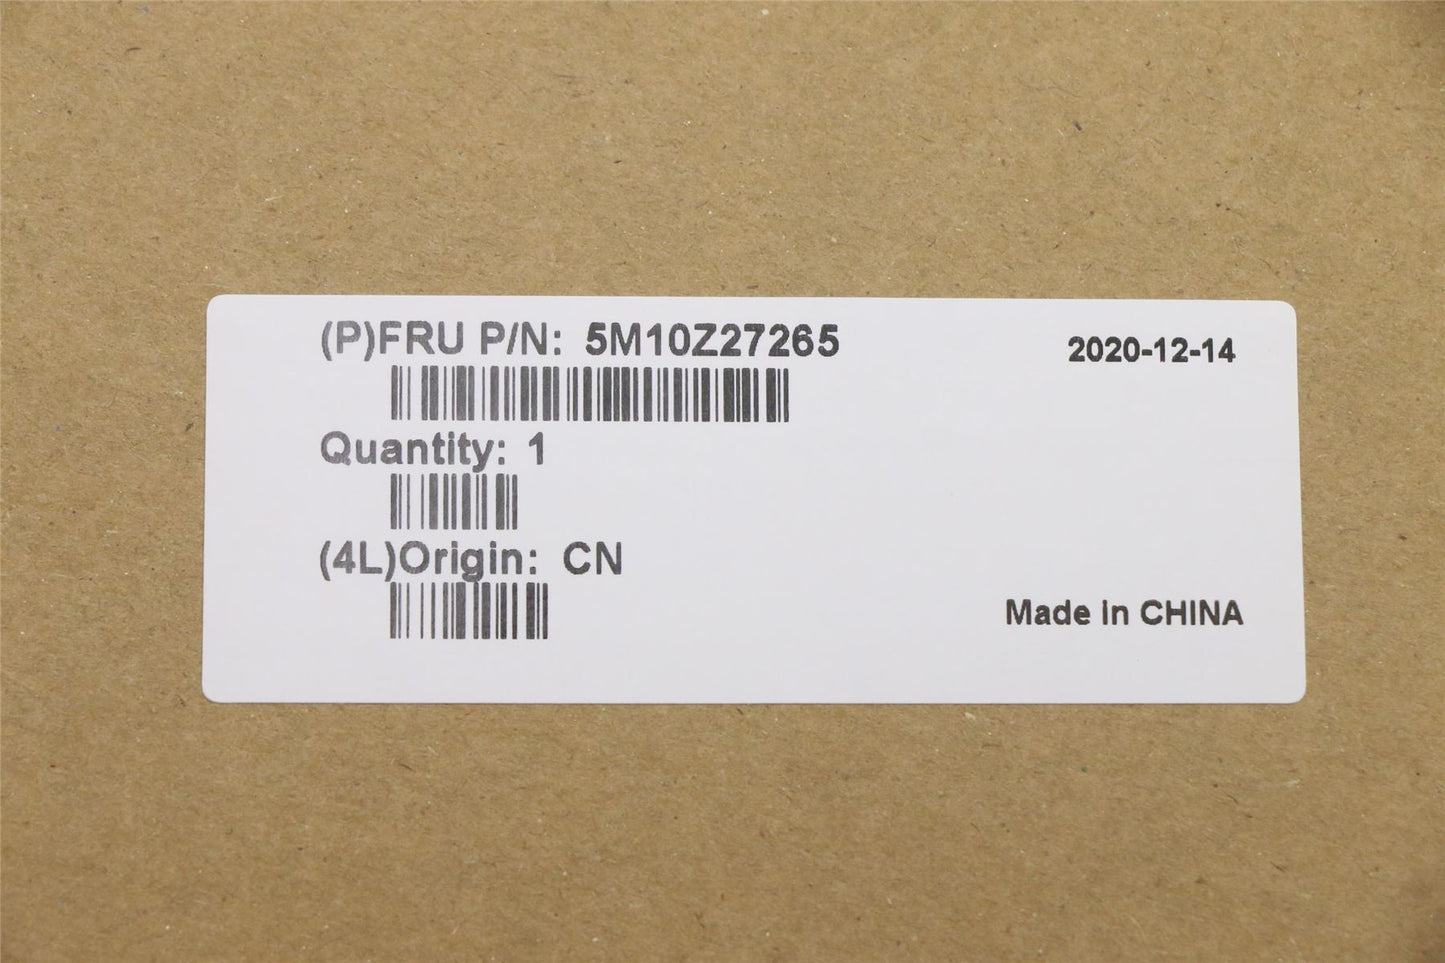 (P)FRU P/N: 5M10Z27265
2020-12-14
Quantity: 1
(4L)Origin: CN
Made in CHINA